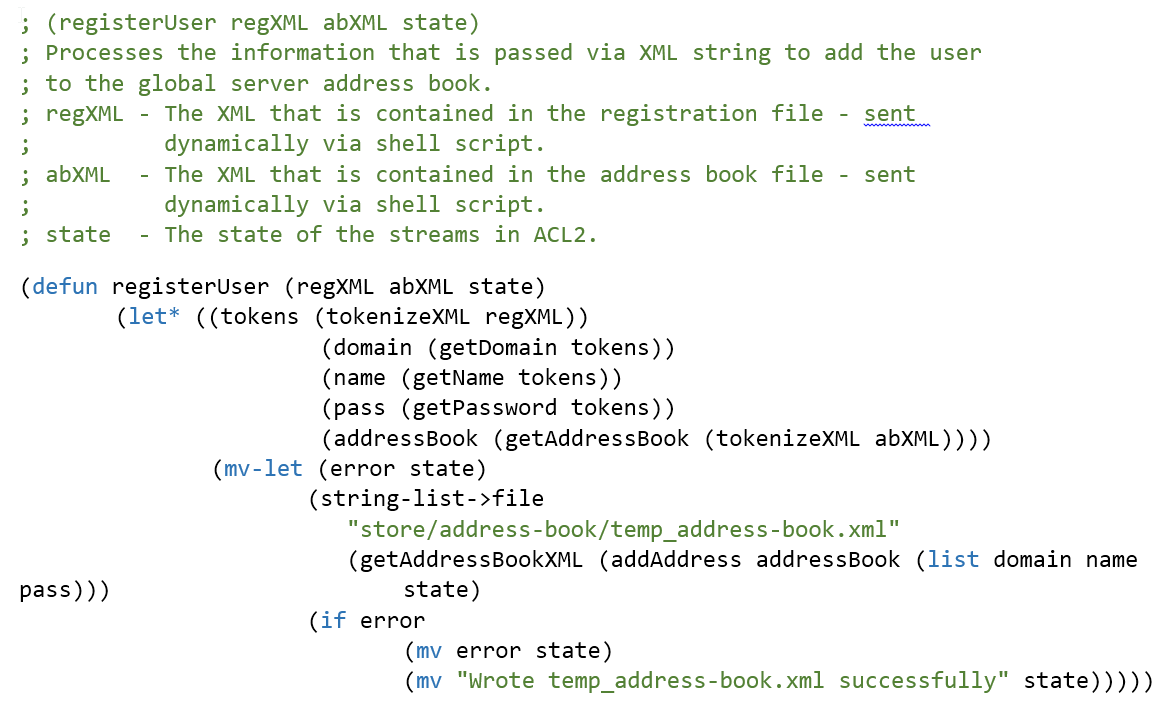 ; (registerUser regXML abXML state)
; Processes the information that is passed via XML string to add the user
; to the global server address book.
; regXML - The XML that is contained in the registration file - sent
;          dynamically via shell script.
; abXML  - The XML that is contained in the address book file - sent
;          dynamically via shell script.
; state  - The state of the streams in ACL2.

(defun registerUser (regXML abXML state)
       (let* ((tokens (tokenizeXML regXML))
                       (domain (getDomain tokens))
                       (name (getName tokens))
                       (pass (getPassword tokens))
                       (addressBook (getAddressBook (tokenizeXML abXML))))
              (mv-let (error state)
                      (string-list->file
                         "store/address-book/temp_address-book.xml"
                         (getAddressBookXML (addAddress addressBook (list domain name
pass)))                      state)
                      (if error
                             (mv error state)
                             (mv "Wrote temp_address-book.xml successfully" state)))))